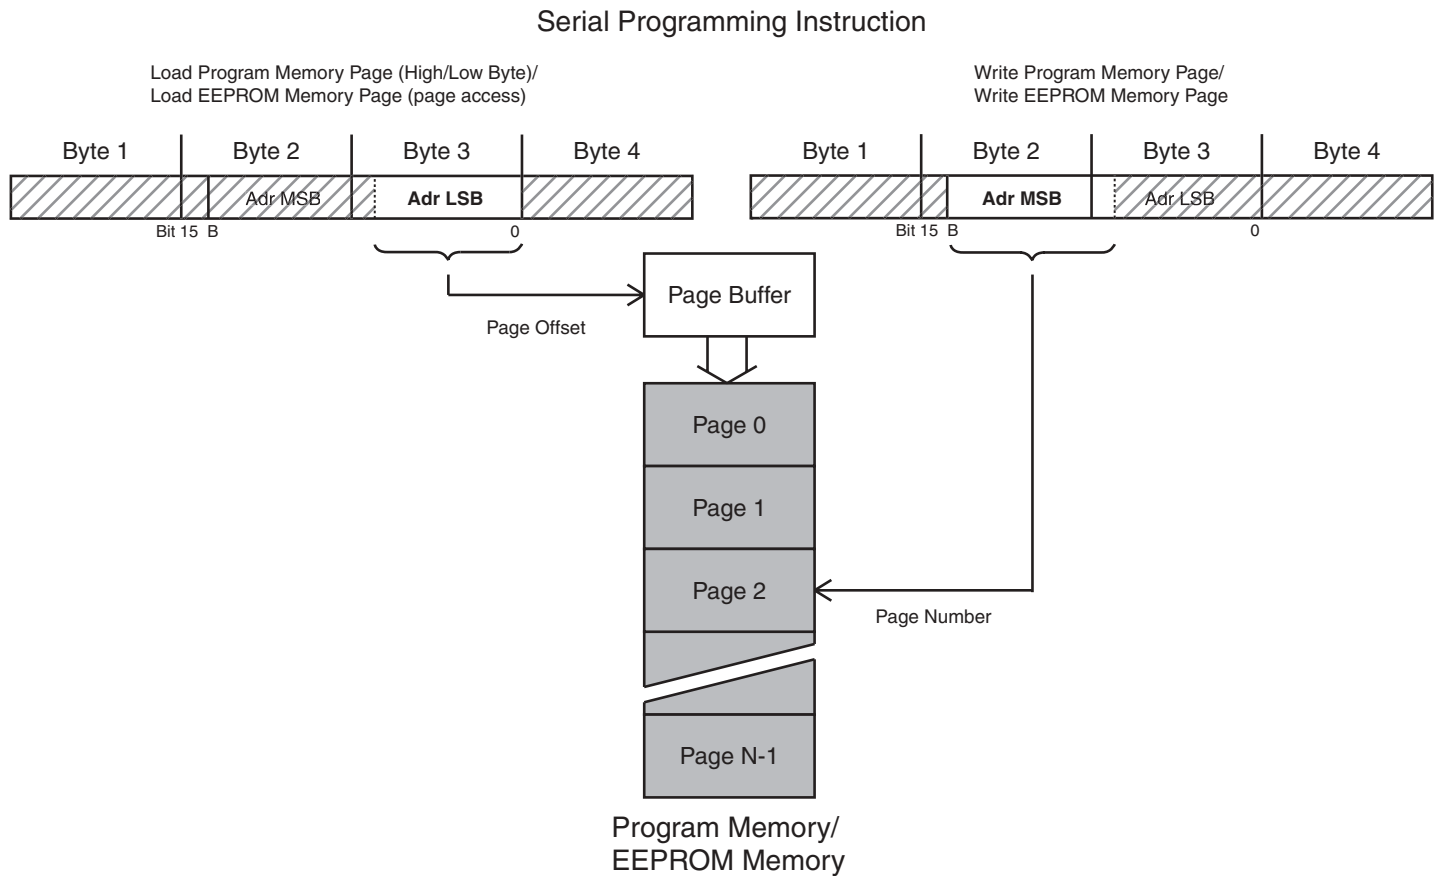 Serial Programming Instruction
Load Program Memory Page (High/Low Byte)/
Load EEPROM Memory Page (page access)
Write Program Memory Page/
Write EEPROM Memory Page
Byte 1 Byte 2 Byte 3 Byte 4
Adr MSB Adr LSB
Bit 15 B 0
Byte 1 Byte 2 Byte 3 Byte 4
Adr MSB Adr LSB
Bit 15 B 0
Page Buffer
Page Offset
Page 0
Page 1
Page 2
Page Number
Page N-1
Program Memory/
EEPROM Memory